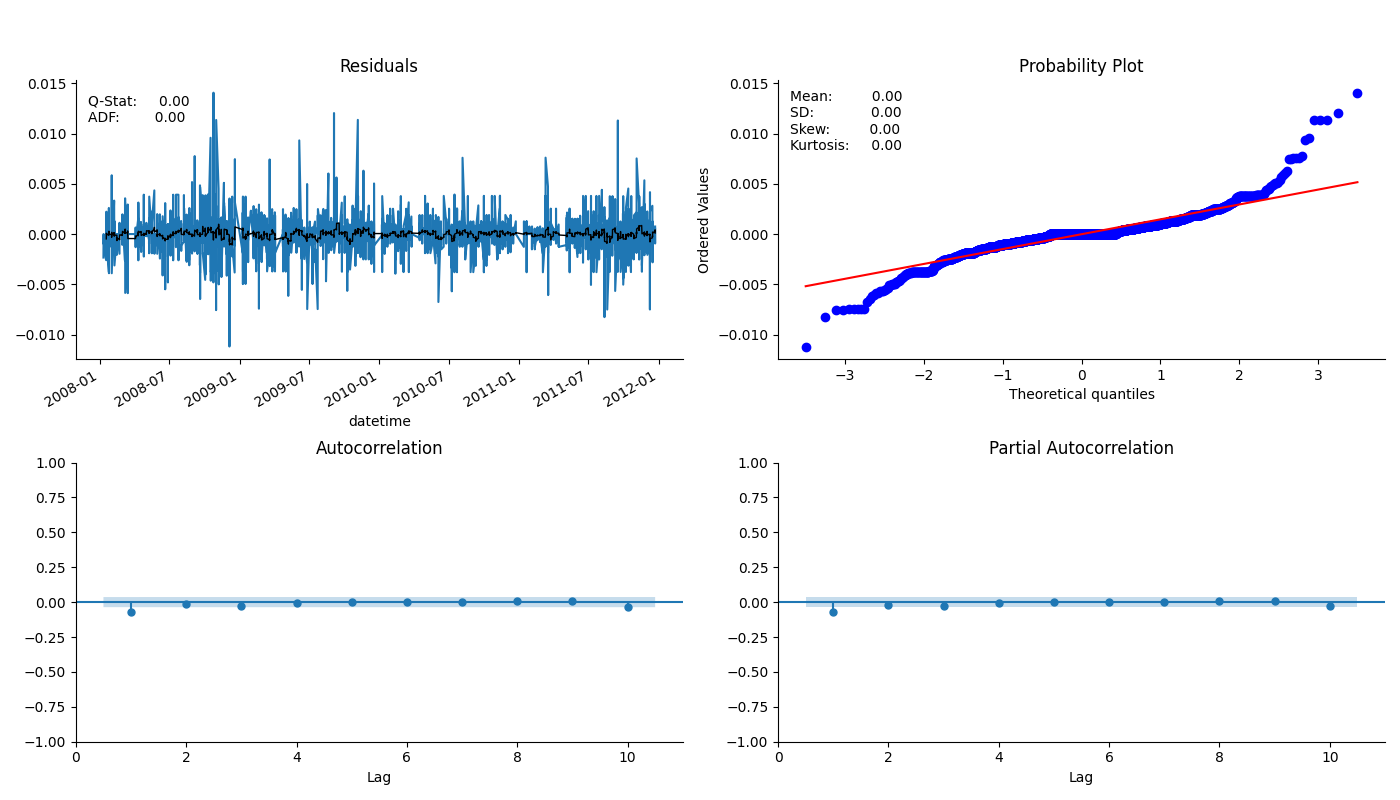 Residuals
0.015
0.010
0.005
0.000
−0.005
−0.010
Q-Stat: 0.00
ADF: 0.00
2008-01
2008-07
2009-01
2009-07
2010-01
2010-07
2011-01
2011-07
2012-01
datetime
Probability Plot
Ordered Values
0.015
0.010
0.005
0.000
−0.005
−0.010
Mean: 0.00
SD: 0.00
Skew: 0.00
Kurtosis: 0.00
−3 −2 −1 0 1 2 3
Theoretical quantiles
Autocorrelation
1.00
0.75
0.50
0.25
0.00
−0.25
−0.50
−0.75
−1.00
0 2 4 6 8 10
Lag
Partial Autocorrelation
1.00
0.75
0.50
0.25
0.00
−0.25
−0.50
−0.75
−1.00
0 2 4 6 8 10
Lag